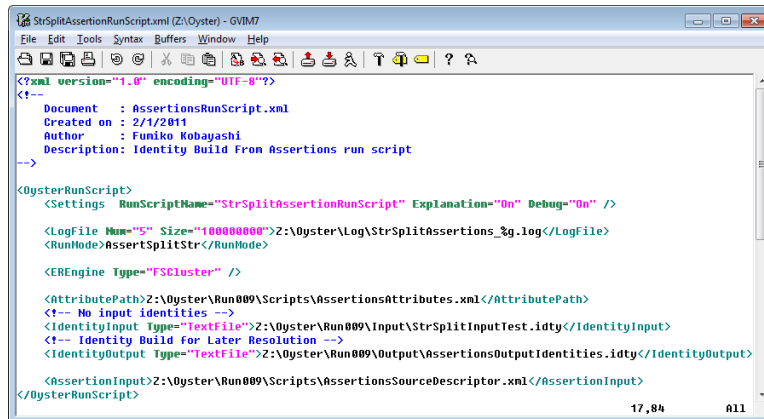 StrSplitAssertionRunScript.xml (Z:\Oyster) - GVIM7
File Edit Tools Syntax Buffers Window Help
<?xml version="1.0" encoding="UTF-8"?>
<!--
    Document   : AssertionsRunScript.xml
    Created on : 2/1/2011
    Author     : Fumiko Kobayashi
    Description: Identity Build From Assertions run script
-->
<OysterRunScript>
    <Settings  RunScriptName="StrSplitAssertionRunScript" Explanation="On" Debug="On" />
    <LogFile Num="5" Size="100000000">Z:\Oyster\Log\StrSplitAssertions_%g.log</LogFile>
    <RunMode>AssertSplitStr</RunMode>
    <EREngine Type="FSCluster" />
    <AttributePath>Z:\Oyster\Run009\Scripts\AssertionsAttributes.xml</AttributePath>
    <!-- No input identities -->
    <IdentityInput Type="TextFile">Z:\Oyster\Run009\Input\StrSplitInputTest.idty</IdentityInput>
    <!-- Identity Build for Later Resolution -->
    <IdentityOutput Type="TextFile">Z:\Oyster\Run009\Output\AssertionsOutputIdentities.idty</IdentityOutput>
    <AssertionInput>Z:\Oyster\Run009\Scripts\AssertionsSourceDescriptor.xml</AssertionInput>
</OysterRunScript>
17,84 All